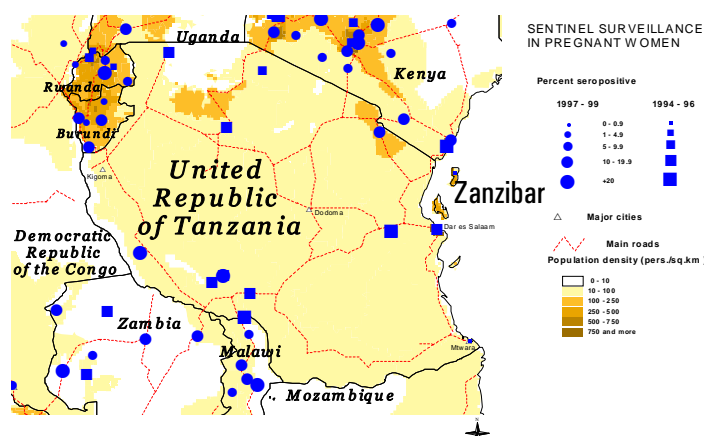 SENTINEL SURVEILLANCE
IN PREGNANT WOMEN
Percent seropositive
1997 - 99
1994 - 96
0 - 0.9
1 - 4.9
5 - 9.9
10 - 19.9
+20
Major cities
Main roads
Population density (pers./sq.km )
0 - 10
10 - 100
100 - 250
250 - 500
500 - 750
750 and more
Uganda
Kenya
Rwanda
Burundi
Kigoma
United
Republic
of Tanzania
Zanzibar
Dodoma
Dar es Salaam
Democratic
Republic
of the Congo
Zambia
Malawi
Mtwara
Mozambique